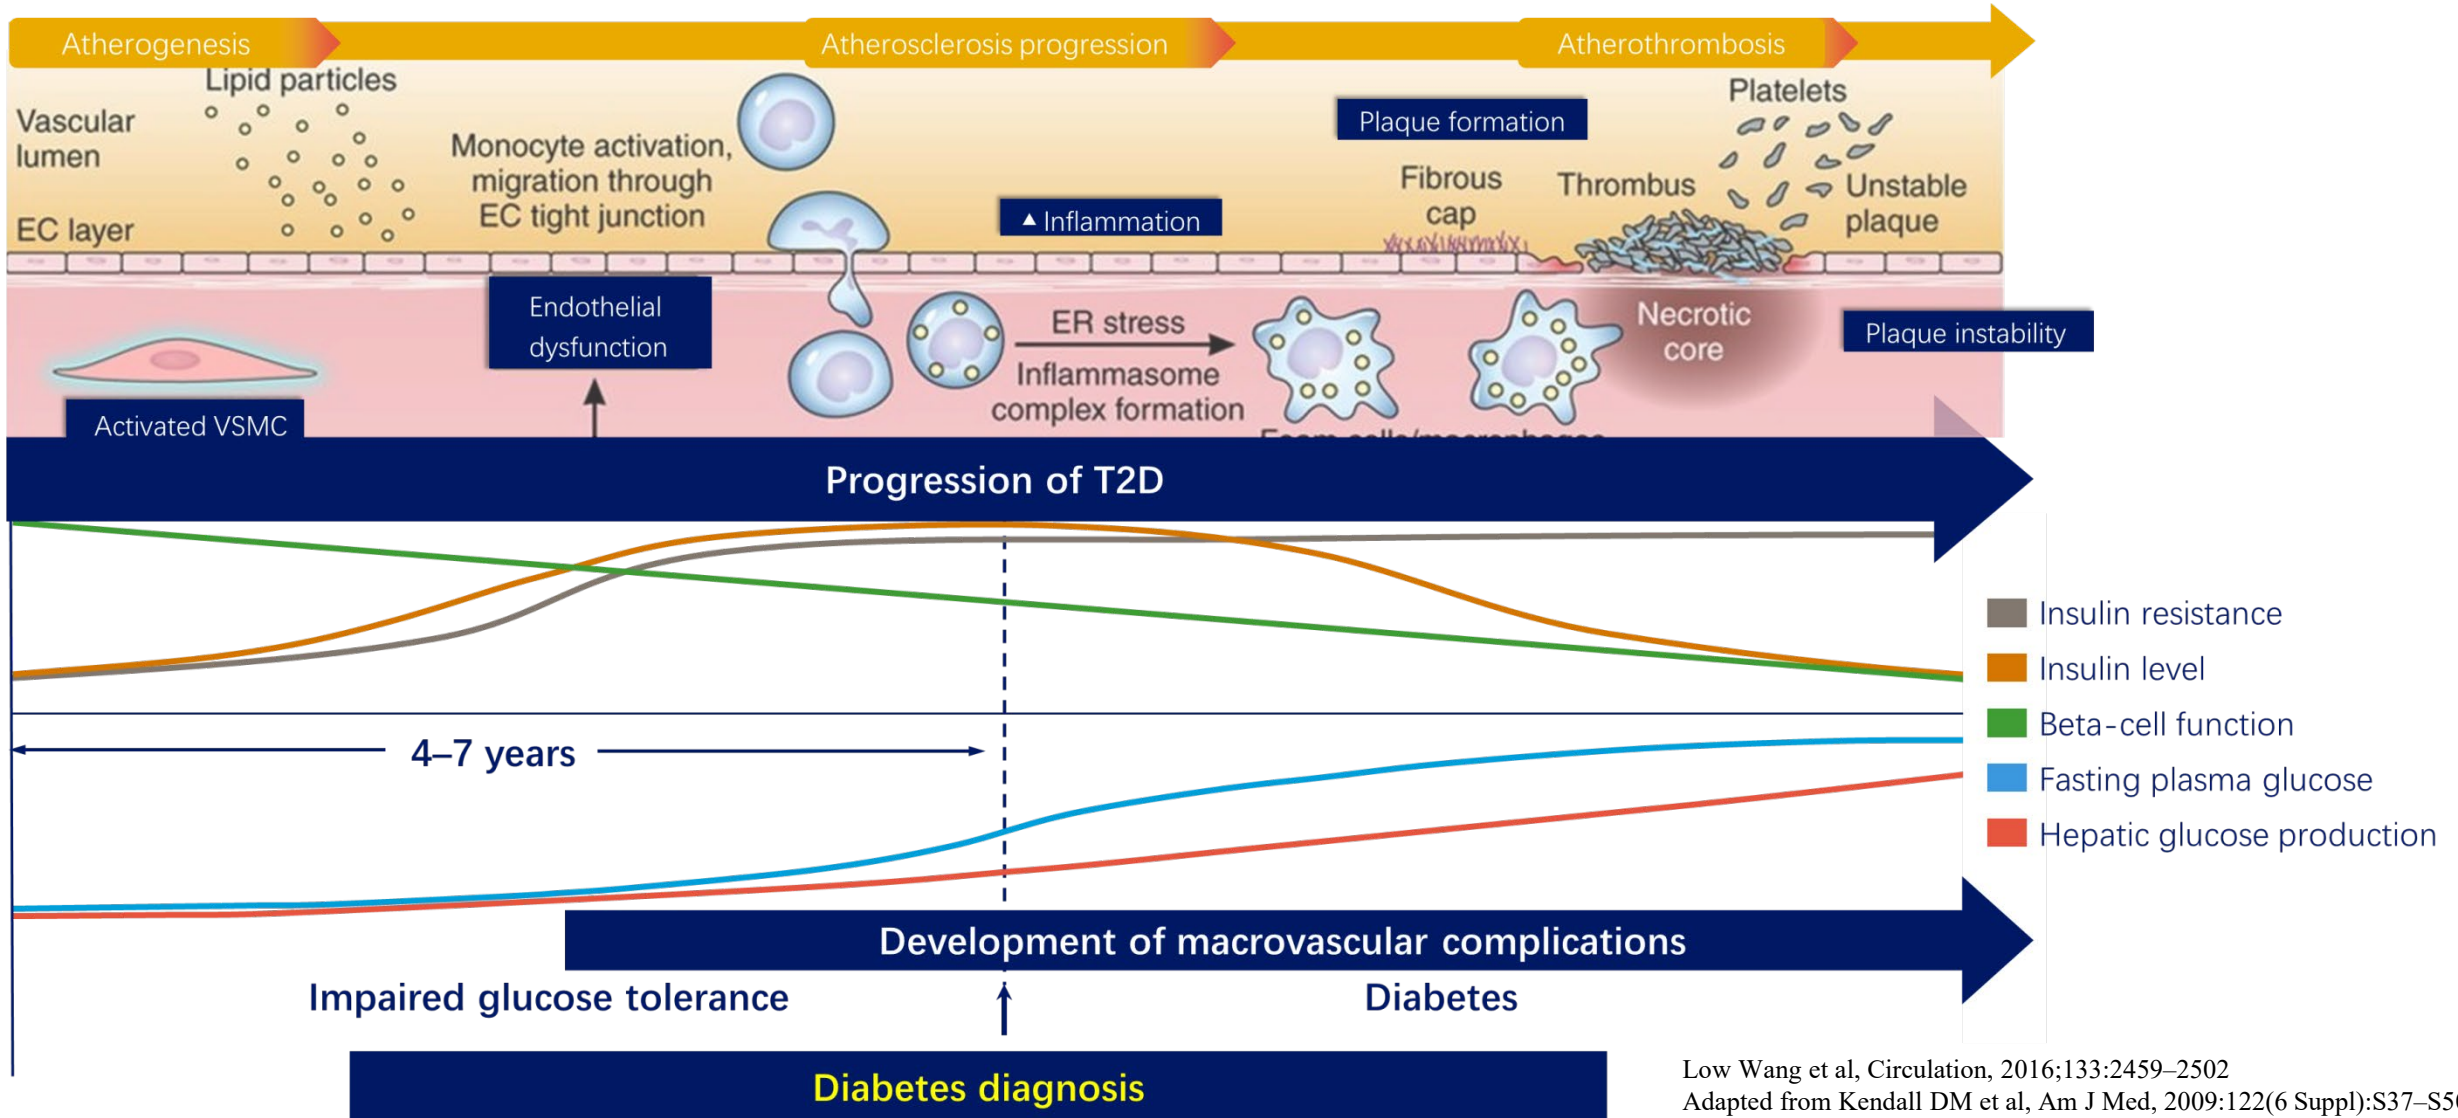 Atherogenesis
Atherosclerosis progression
Atherothrombosis
Lipid particles
Vascular
lumen
EC layer
Monocyte activation,
migration through
EC tight junction
▲ Inflammation
Plaque formation
Fibrous
cap
Thrombus
Platelets
Unstable
plaque
Endothelial
dysfunction
Activated VSMC
ER stress
Inflammasome
complex formation
Foam cells/macrophages
Necrotic
core
Plaque instability
Progression of T2D
Insulin resistance
Insulin level
Beta-cell function
Fasting plasma glucose
Hepatic glucose production
4–7 years
Development of macrovascular complications
Impaired glucose tolerance
Diabetes
Diabetes diagnosis
Low Wang et al, Circulation, 2016;133:2459–2502
Adapted from Kendall DM et al, Am J Med, 2009:122(6 Suppl):S37–S5